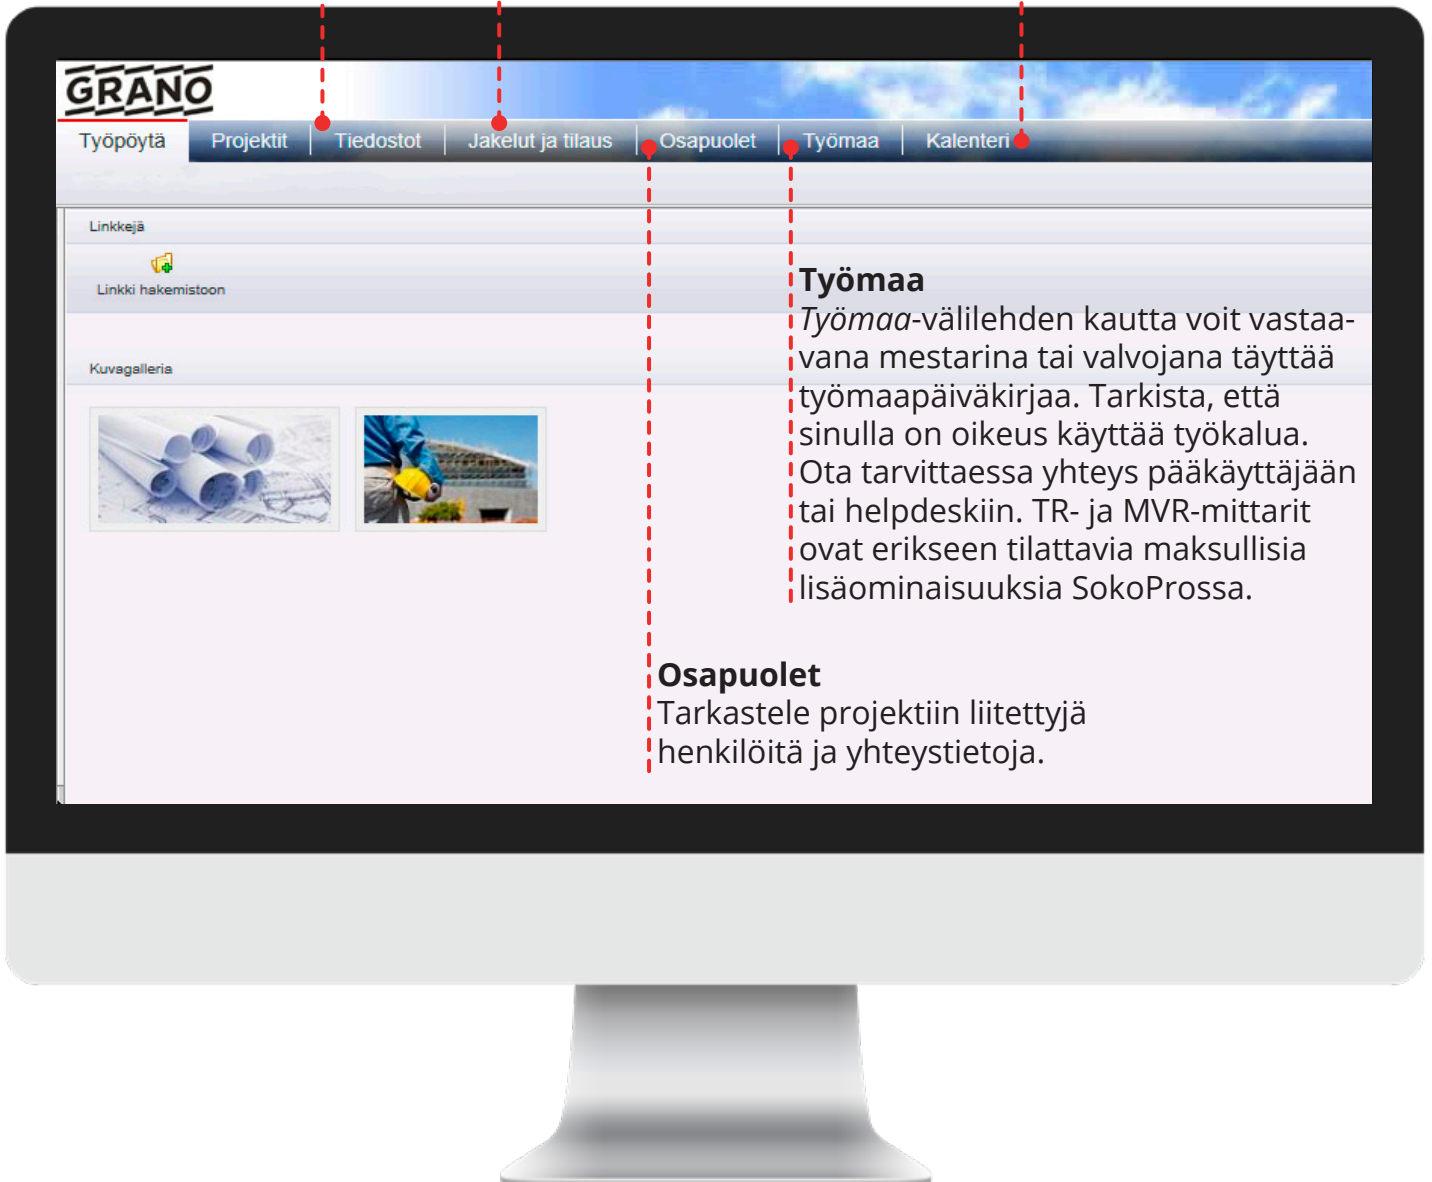 GRANO
Työpöytä Projektit Tiedostot Jakelut ja tilaus Osapuolet Työmaa Kalenteri
Linkkejä
Linkki hakemistoon
Kuvagalleria
Työmaa
Työmaa-välilehden kautta voit vastaa-
vana mestarina tai valvojana täyttää
työmaapäiväkirjaa. Tarkista, että
sinulla on oikeus käyttää työkalua.
Ota tarvittaessa yhteys pääkäyttäjään
tai helpdeskiin. TR- ja MVR-mittarit
ovat erikseen tilattavia maksullisia
lisäominaisuuksia SokoProssa.
Osapuolet
Tarkastele projektiin liitettyjä
henkilöitä ja yhteystietoja.